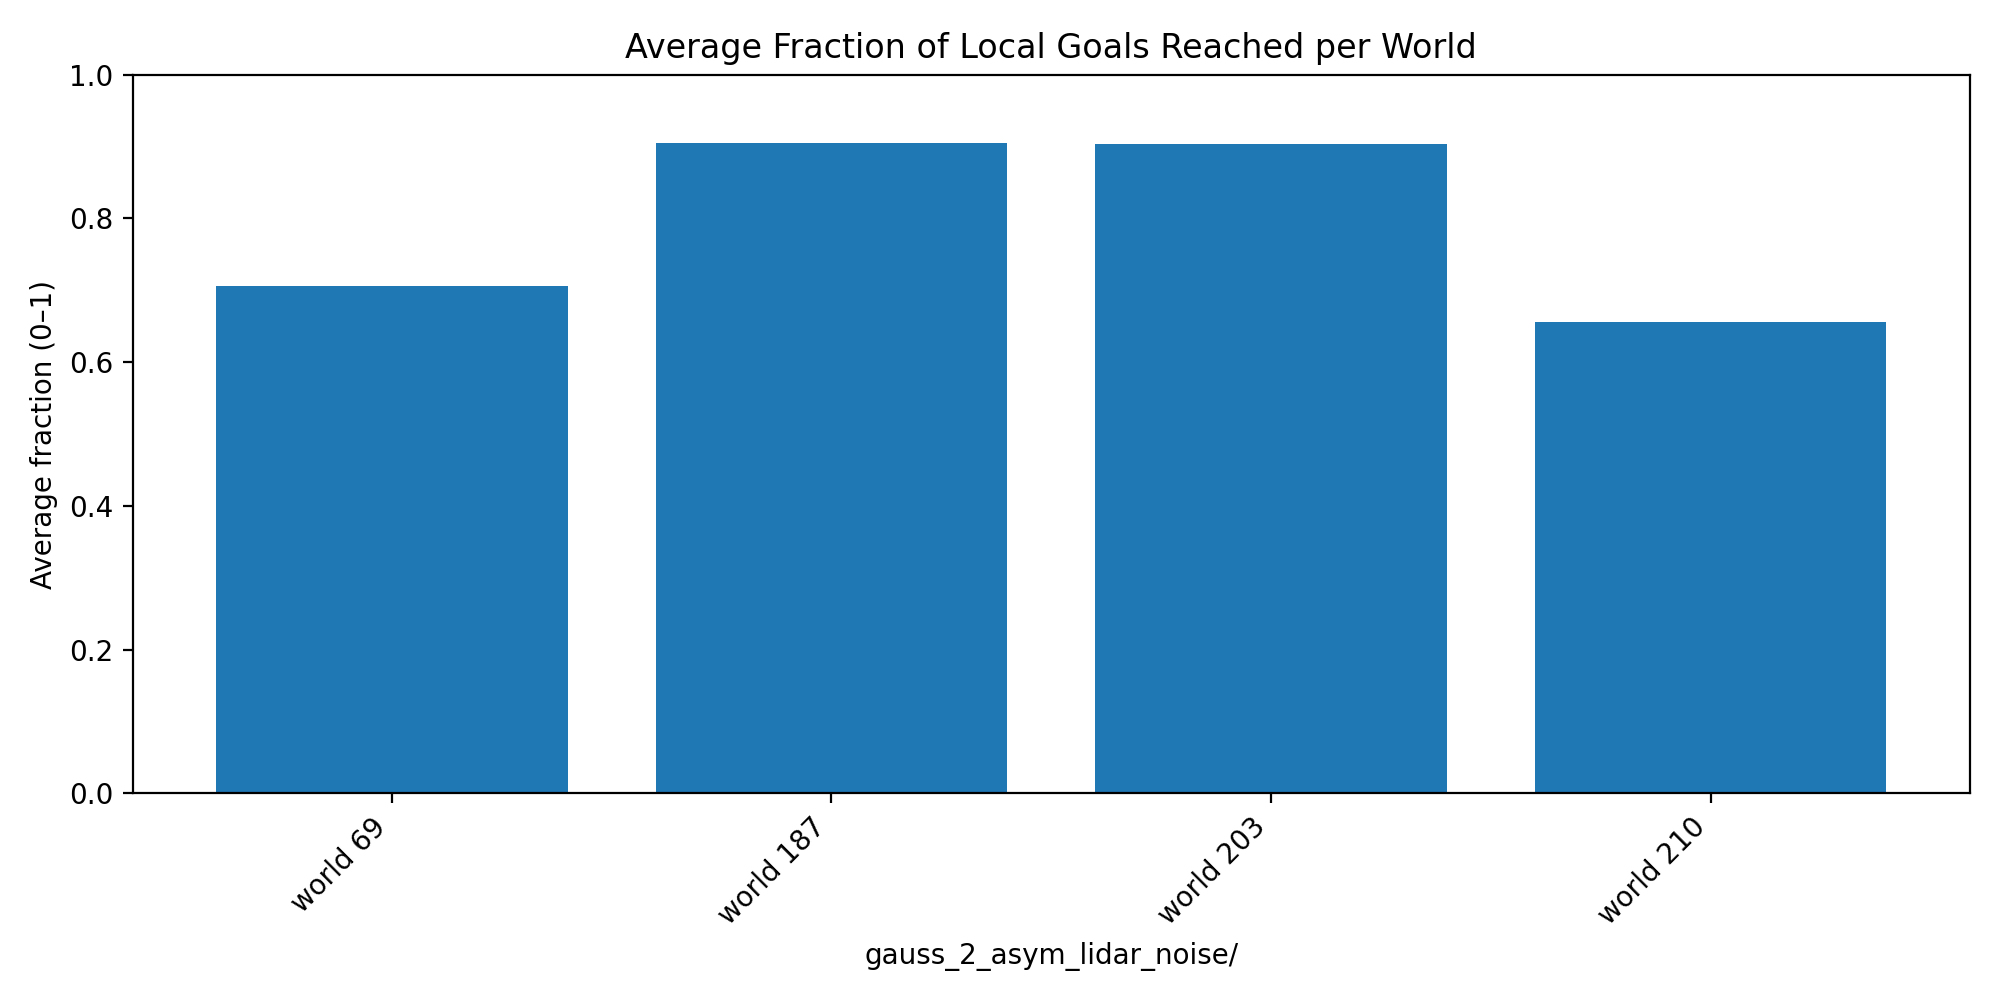 Average Fraction of Local Goals Reached per World
Average fraction (0–1)
1.0
0.8
0.6
0.4
0.2
0.0
world 69
world 187
world 203
world 210
gauss_2_asym_lidar_noise/